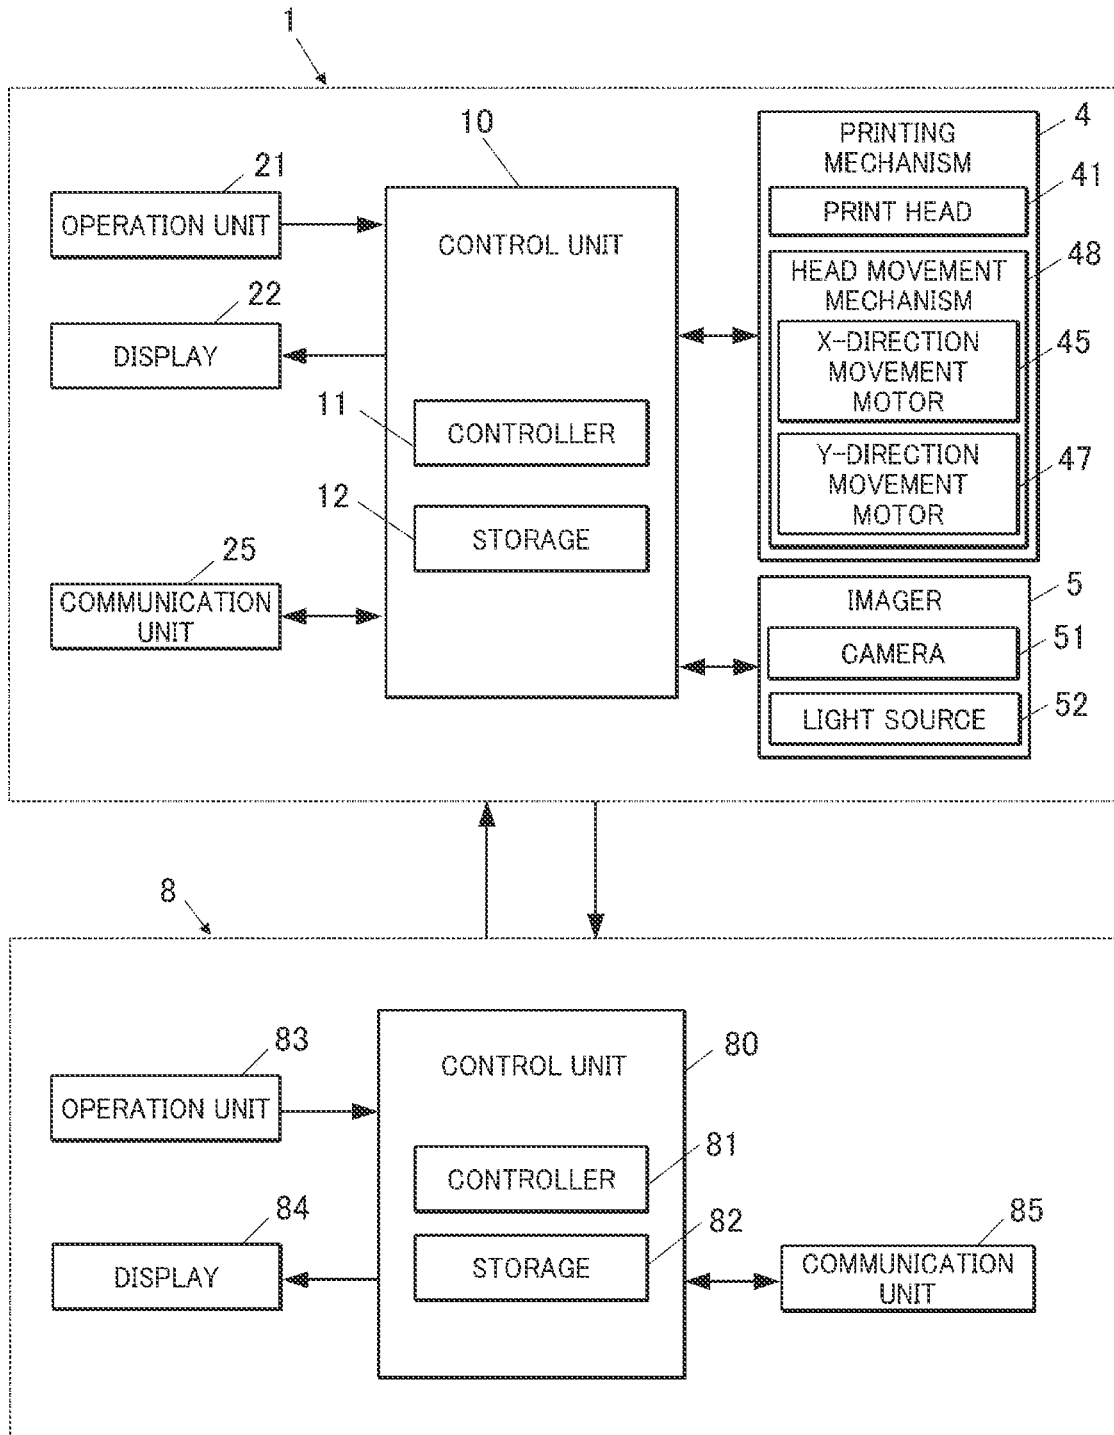 1
10
4
PRINTING
MECHANISM
21
41
OPERATION UNIT
PRINT HEAD
CONTROL UNIT
48
HEAD MOVEMENT
MECHANISM
22
DISPLAY
X-DIRECTION
MOVEMENT
MOTOR
45
11
CONTROLLER
Y-DIRECTION
MOVEMENT
MOTOR
47
12
STORAGE
25
COMMUNICATION
UNIT
5
IMAGER
CAMERA
51
LIGHT SOURCE
52
8
83
OPERATION UNIT
CONTROL UNIT
80
CONTROLLER
81
84
DISPLAY
STORAGE
82
85
COMMUNICATION
UNIT